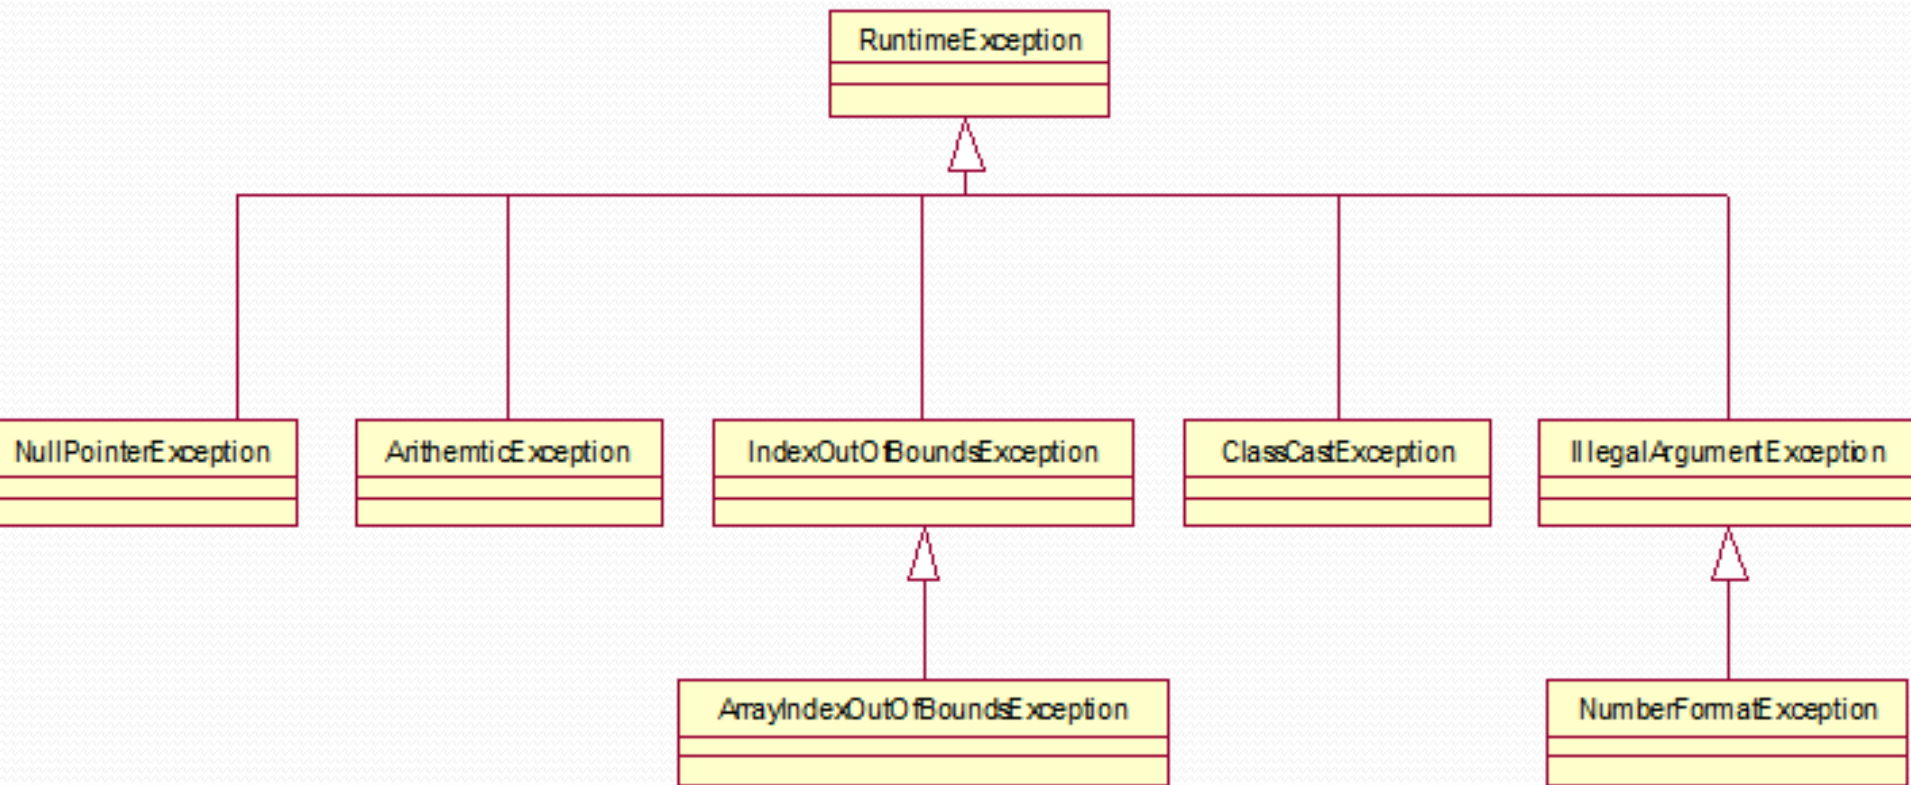 RuntimeException
NullPointerException
ArithemticException
IndexOutOfBoundsException
ClassCastException
IllegalArgumentException
ArrayIndexOutOfBoundsException
NumberFormatException